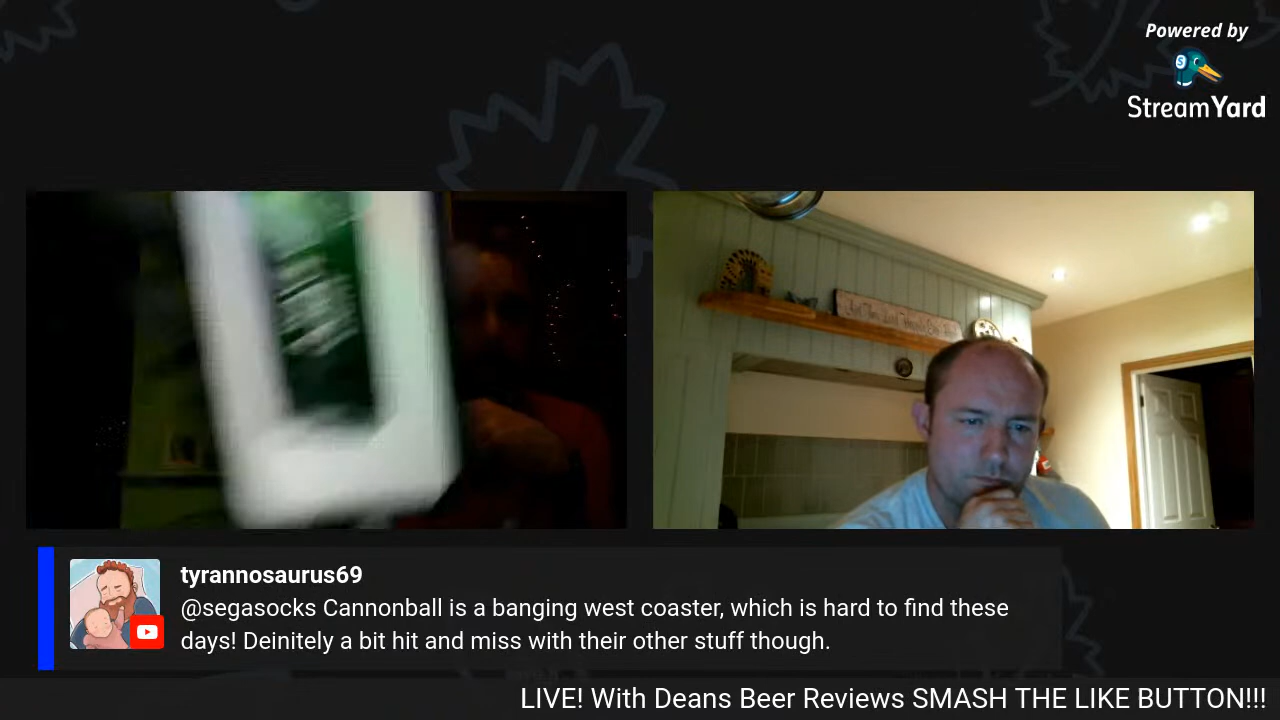 Powered by
StreamYard
tyrannosaurus69
@segasocks Cannonball is a banging west coaster, which is hard to find these
days! Deinitely a bit hit and miss with their other stuff though.
LIVE! With Deans Beer Reviews SMASH THE LIKE BUTTON!!!